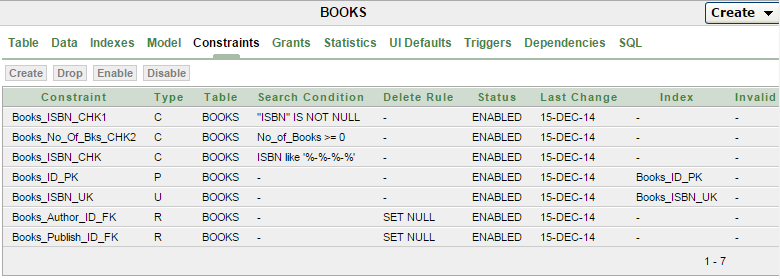 BOOKS Create
Table Data Indexes Model Constraints Grants Statistics UI Defaults Triggers Dependencies SQL
Create Drop Enable Disable
Constraint Type Table Search Condition Delete Rule Status Last Change Index Invalid
Books_ISBN_CHK1 C BOOKS "ISBN" IS NOT NULL - ENABLED 15-DEC-14 - -
Books_No_Of_Bks_CHK2 C BOOKS No_of_Books >= 0 - ENABLED 15-DEC-14 - -
Books_ISBN_CHK C BOOKS ISBN like '%-%-%-%' - ENABLED 15-DEC-14 - -
Books_ID_PK P BOOKS - - ENABLED 15-DEC-14 Books_ID_PK -
Books_ISBN_UK U BOOKS - - ENABLED 15-DEC-14 Books_ISBN_UK -
Books_Author_ID_FK R BOOKS - SET NULL ENABLED 15-DEC-14 - -
Books_Publish_ID_FK R BOOKS - SET NULL ENABLED 15-DEC-14 - -
1 - 7